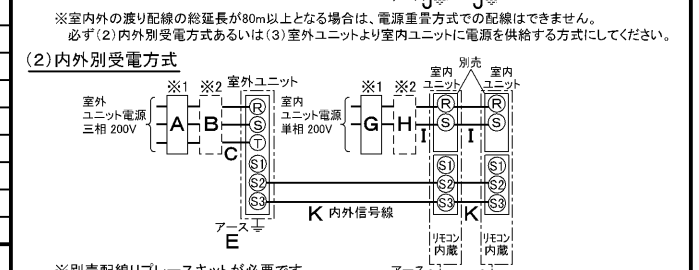 ※室内外の渡り配線の総延長が80m以上となる場合は、電源重畳方式での配線はできません。
必ず(2)内外別受電方式あるいは(3)室外ユニットより室内ユニットに電源を供給する方式にしてください。
(2)内外別受電方式
室外
ユニット電源
三相 200V
※1
※2
A
B
C
室外ユニット
R
S
T
S1
S2
S3
アース
E
室内
ユニット電源
単相 200V
※1
※2
G
H
I
I
別売
室内
ユニット
室内
ユニット
R
S
S1
S2
S3
R
S
S1
S2
S3
K 内外信号線
K
リモコン
内蔵
リモコン
内蔵
アース
※別売配線リプレースキットが必要です